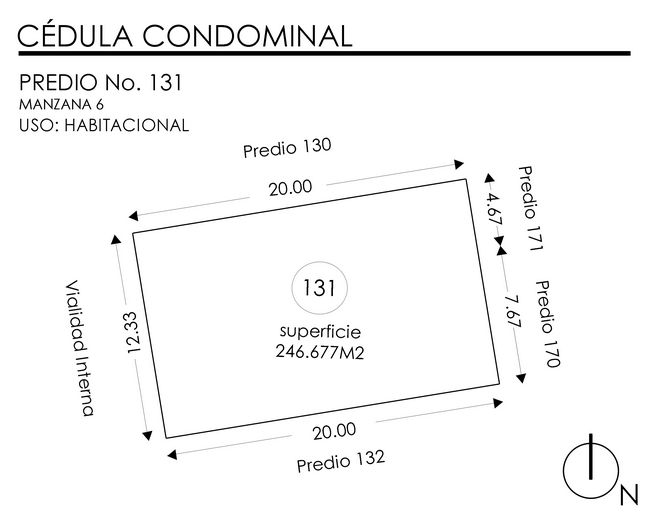 CÉDULA CONDOMINAL
PREDIO No. 131
MANZANA 6
USO: HABITACIONAL
Predio 130
20.00
4.67
Predio 171
131
superficie
246.677M2
Vialidad Interna
12.33
7.67
Predio 170
20.00
Predio 132
N